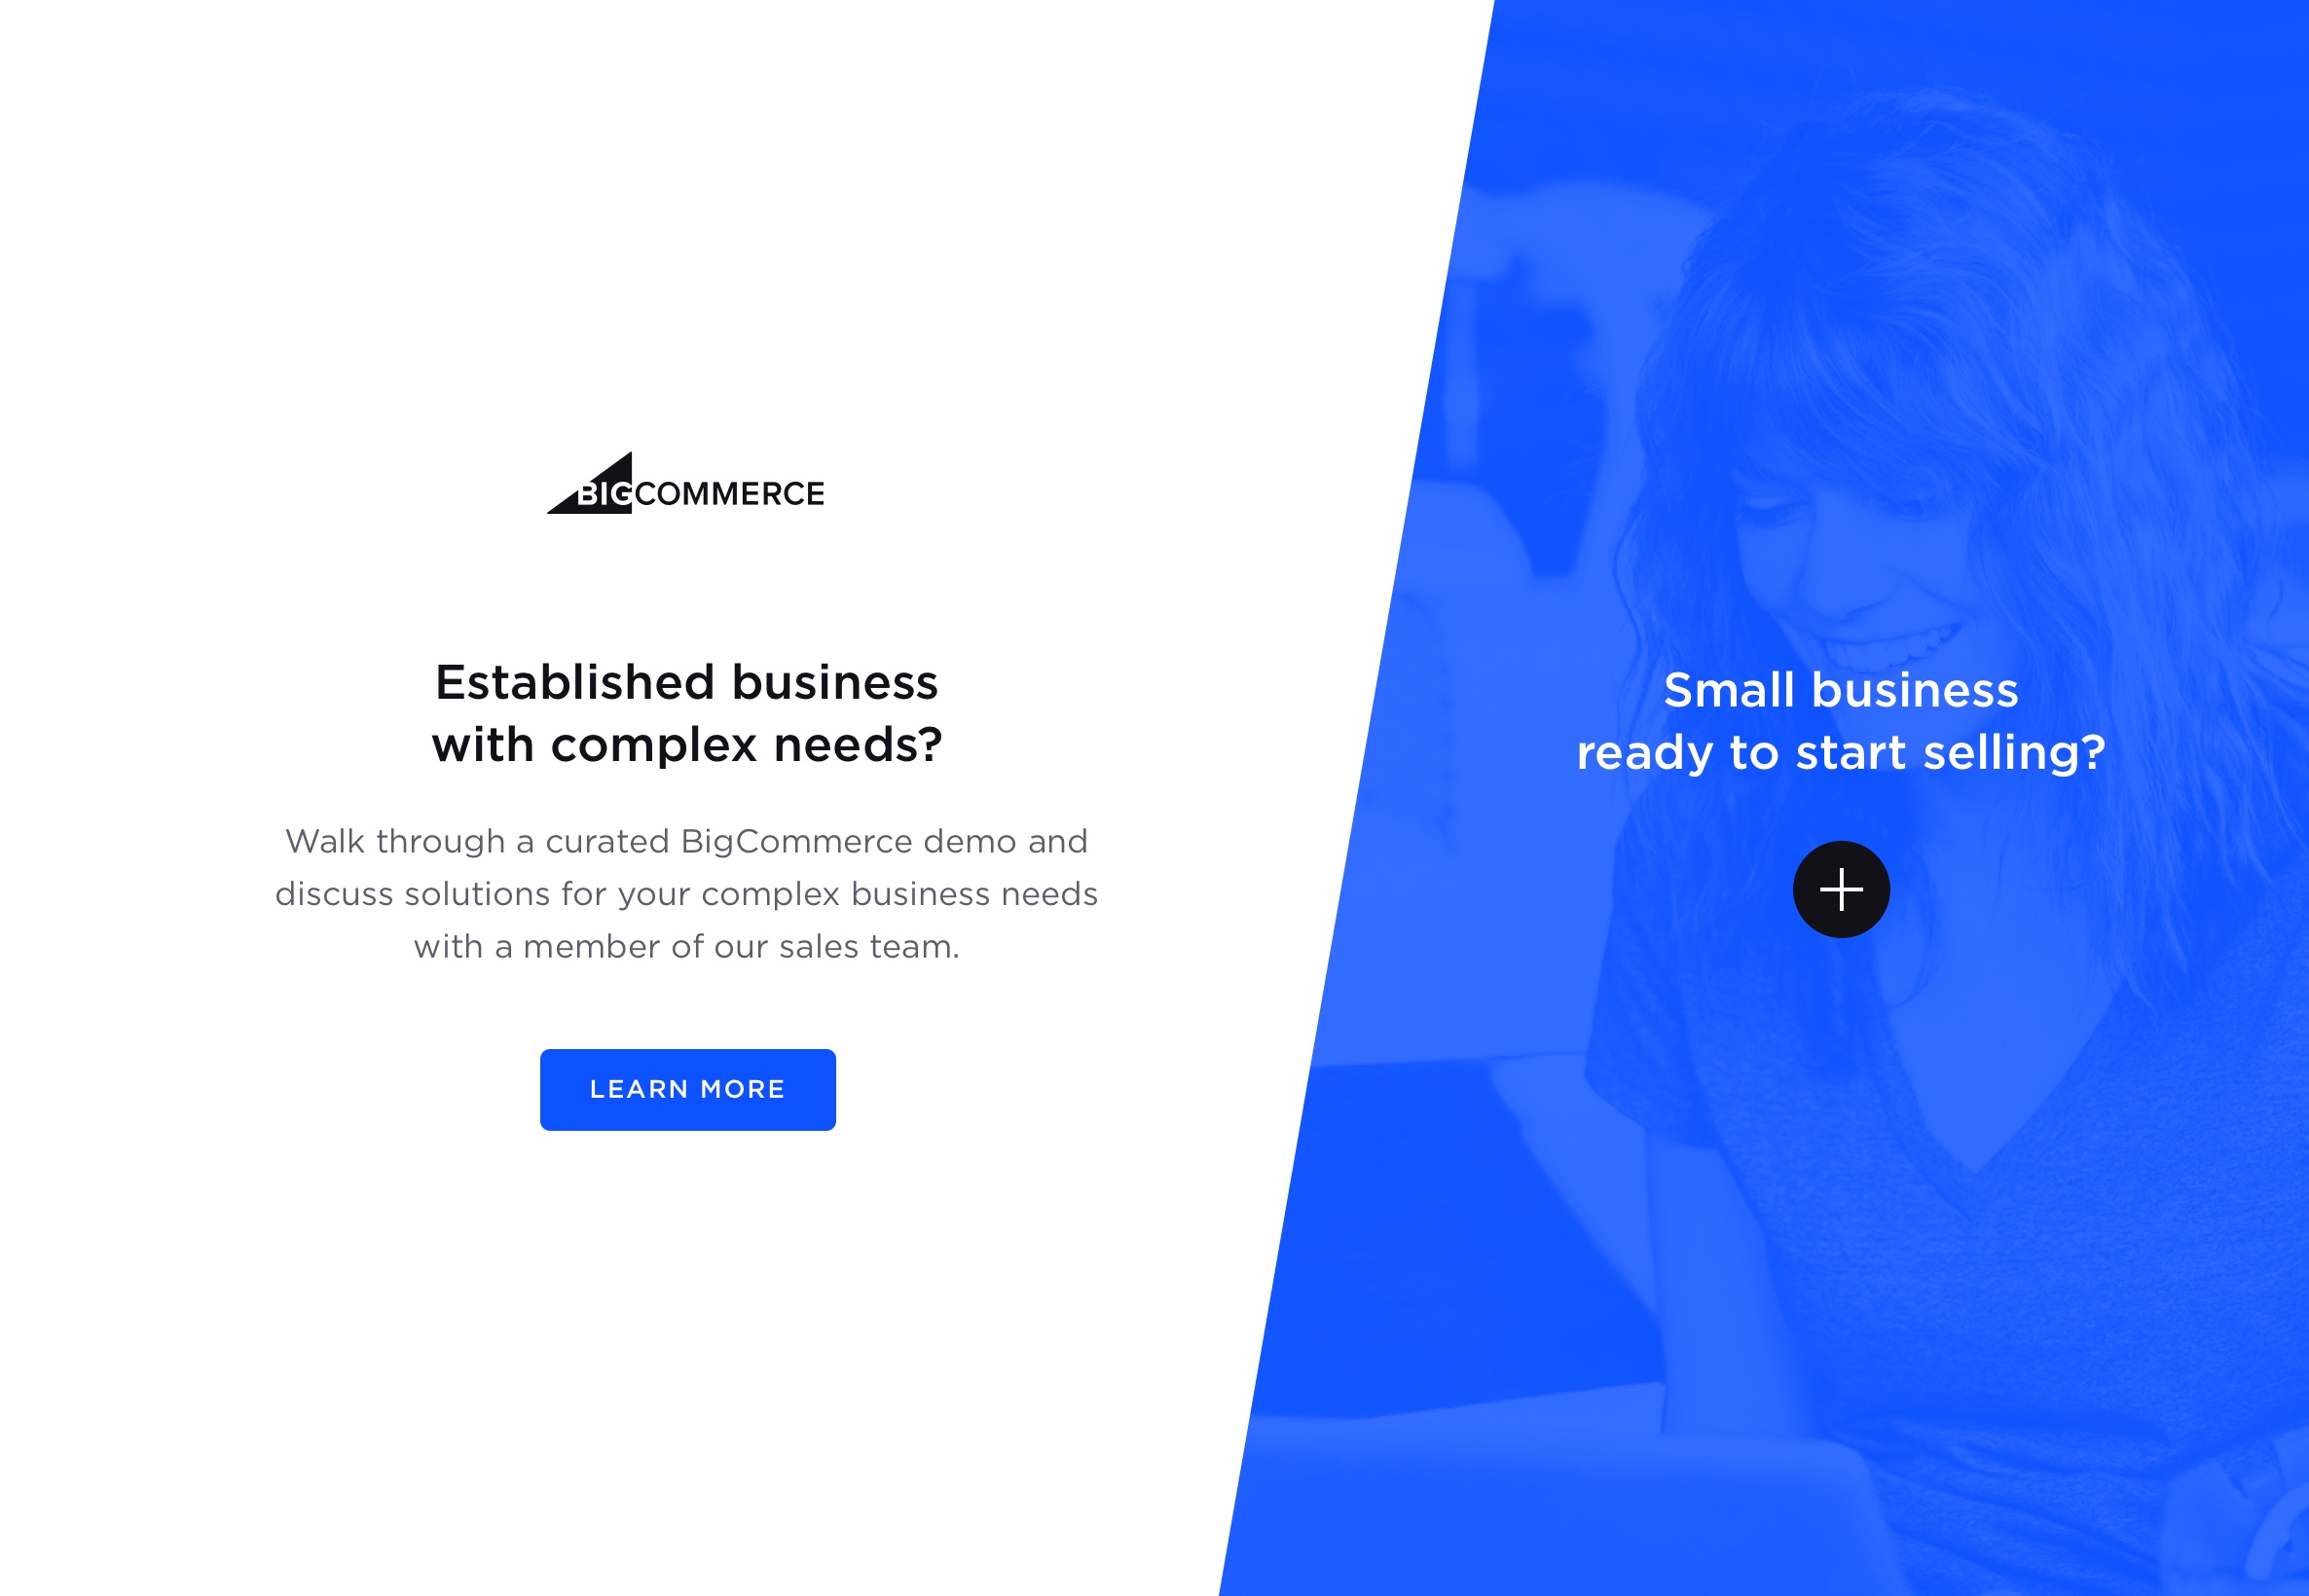 BIGCOMMERCE
Established business
with complex needs?
Walk through a curated BigCommerce demo and
discuss solutions for your complex business needs
with a member of our sales team.
LEARN MORE
Small business
ready to start selling?